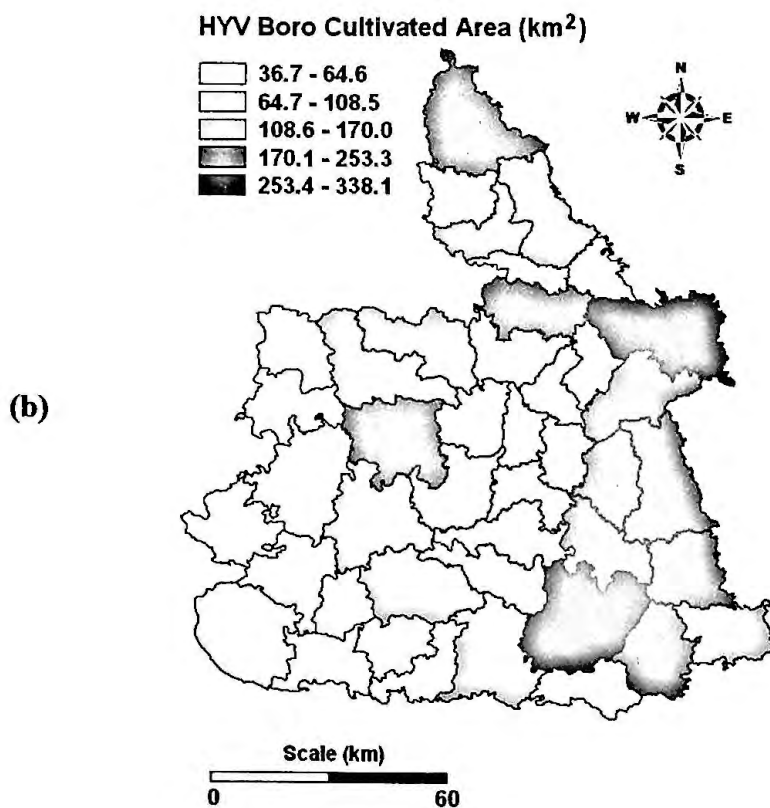 HYV Boro Cultivated Area (km²)
36.7 - 64.6
64.7 - 108.5
108.6 - 170.0
170.1 - 253.3
253.4 - 338.1
N
W E
S
(b)
Scale (km)
0 60